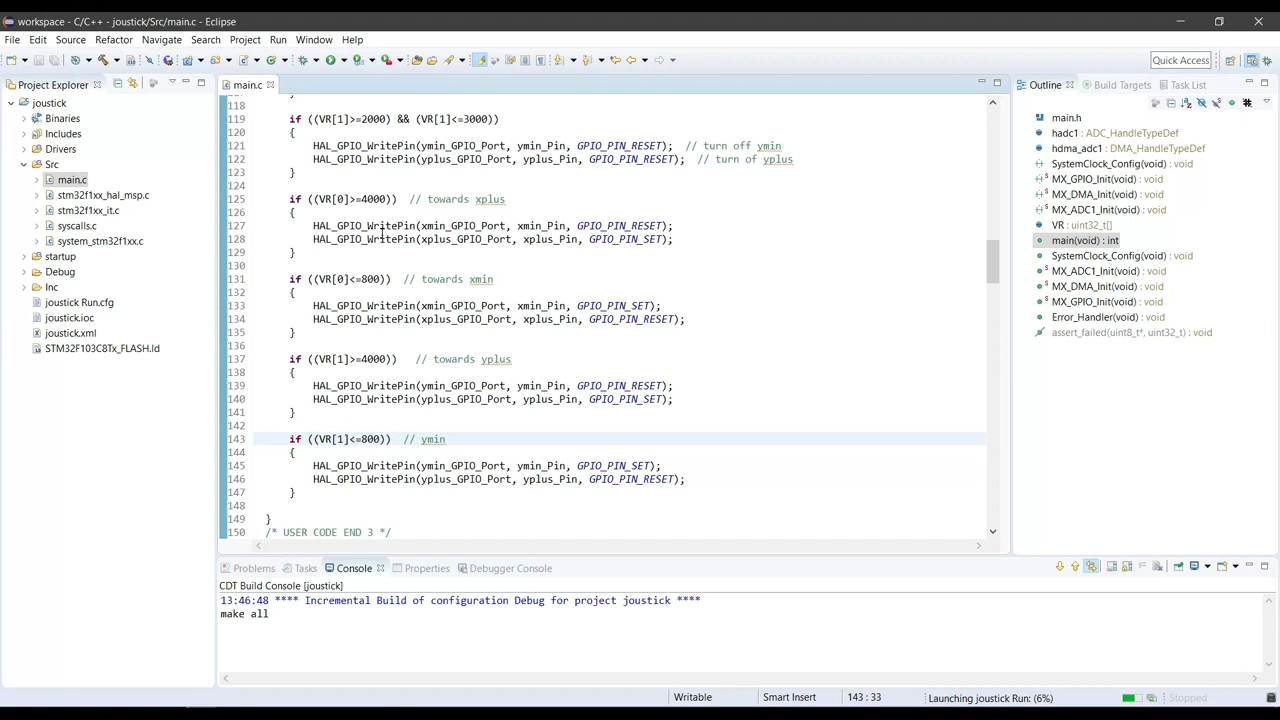 workspace - C/C++ - joustick/Src/main.c - Eclipse
File Edit Source Refactor Navigate Search Project Run Window Help
Quick Access
Project Explorer
joustick
Binaries
Includes
Drivers
Src
main.c
stm32f1xx_hal_msp.c
stm32f1xx_it.c
syscalls.c
system_stm32f1xx.c
startup
Debug
Inc
joustick Run.cfg
joustick.ioc
joustick.xml
STM32F103C8Tx_FLASH.ld
main.c
118
119 if ((VR[1]>=2000) && (VR[1]<=3000))
120 {
121 HAL_GPIO_WritePin(ymin_GPIO_Port, ymin_Pin, GPIO_PIN_RESET); // turn off ymin
122 HAL_GPIO_WritePin(yplus_GPIO_Port, yplus_Pin, GPIO_PIN_RESET); // turn of yplus
123 }
124
125 if ((VR[0]>=4000)) // towards xplus
126 {
127 HAL_GPIO_WritePin(xmin_GPIO_Port, xmin_Pin, GPIO_PIN_RESET);
128 HAL_GPIO_WritePin(xplus_GPIO_Port, xplus_Pin, GPIO_PIN_SET);
129 }
130
131 if ((VR[0]<=800)) // towards xmin
132 {
133 HAL_GPIO_WritePin(xmin_GPIO_Port, xmin_Pin, GPIO_PIN_SET);
134 HAL_GPIO_WritePin(xplus_GPIO_Port, xplus_Pin, GPIO_PIN_RESET);
135 }
136
137 if ((VR[1]>=4000)) // towards yplus
138 {
139 HAL_GPIO_WritePin(ymin_GPIO_Port, ymin_Pin, GPIO_PIN_RESET);
140 HAL_GPIO_WritePin(yplus_GPIO_Port, yplus_Pin, GPIO_PIN_SET);
141 }
142
143 if ((VR[1]<=800)) // ymin
144 {
145 HAL_GPIO_WritePin(ymin_GPIO_Port, ymin_Pin, GPIO_PIN_SET);
146 HAL_GPIO_WritePin(yplus_GPIO_Port, yplus_Pin, GPIO_PIN_RESET);
147 }
148
149 }
150 /* USER CODE END 3 */
Outline Build Targets Task List
main.h
hadc1 : ADC_HandleTypeDef
hdma_adc1 : DMA_HandleTypeDef
SystemClock_Config(void) : void
MX_GPIO_Init(void) : void
MX_DMA_Init(void) : void
MX_ADC1_Init(void) : void
VR : uint32_t[]
main(void) : int
SystemClock_Config(void) : void
MX_ADC1_Init(void) : void
MX_DMA_Init(void) : void
MX_GPIO_Init(void) : void
Error_Handler(void) : void
assert_failed(uint8_t*, uint32_t) : void
Problems Tasks Console Properties Debugger Console
CDT Build Console [joustick]
13:46:48 **** Incremental Build of configuration Debug for project joustick ****
make all
Writable Smart Insert 143 : 33 Launching joustick Run: (6%) Stopped